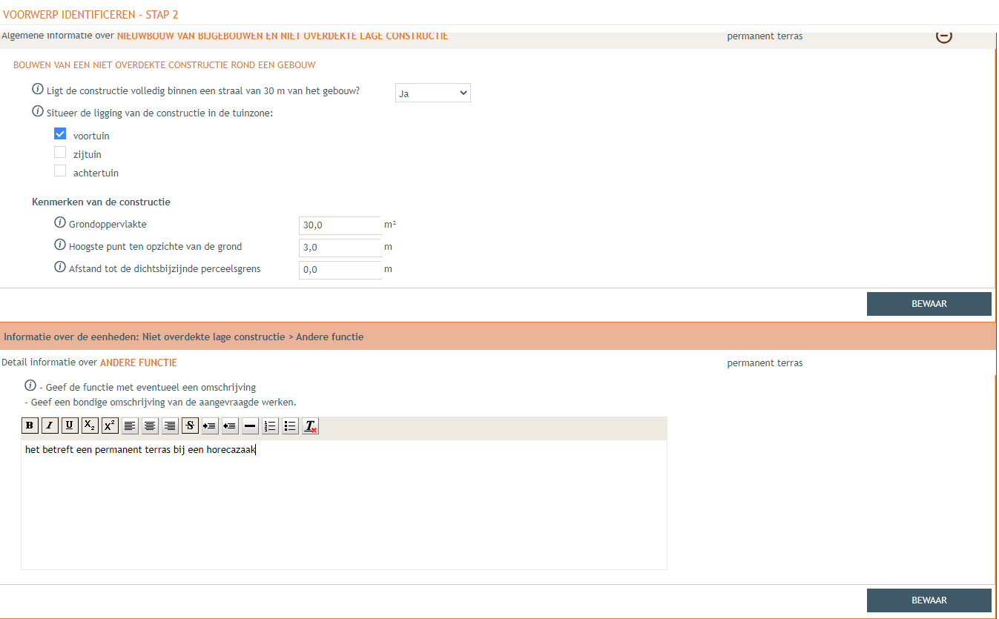 VOORWERP IDENTIFICEREN - STAP 2
Algemene informatie over NIEUWBOUW VAN BIJGEBOUWEN EN NIET OVERDEKTE LAGE CONSTRUCTIE permanent terras
BOUWEN VAN EEN NIET OVERDEKTE CONSTRUCTIE ROND EEN GEBOUW
Ligt de constructie volledig binnen een straal van 30 m van het gebouw? Ja
Situeer de ligging van de constructie in de tuinzone:
voortuin
zijtuin
achtertuin
Kenmerken van de constructie
Grondoppervlakte 30,0 m²
Hoogste punt ten opzichte van de grond 3,0 m
Afstand tot de dichtsbijzijnde perceelsgrens 0,0 m
BEWAAR
Informatie over de eenheden: Niet overdekte lage constructie > Andere functie
Detail informatie over ANDERE FUNCTIE permanent terras
- Geef de functie met eventueel een omschrijving
- Geef een bondige omschrijving van de aangevraagde werken.
B I U X₂ X² S T
het betreft een permanent terras bij een horecazaak
BEWAAR